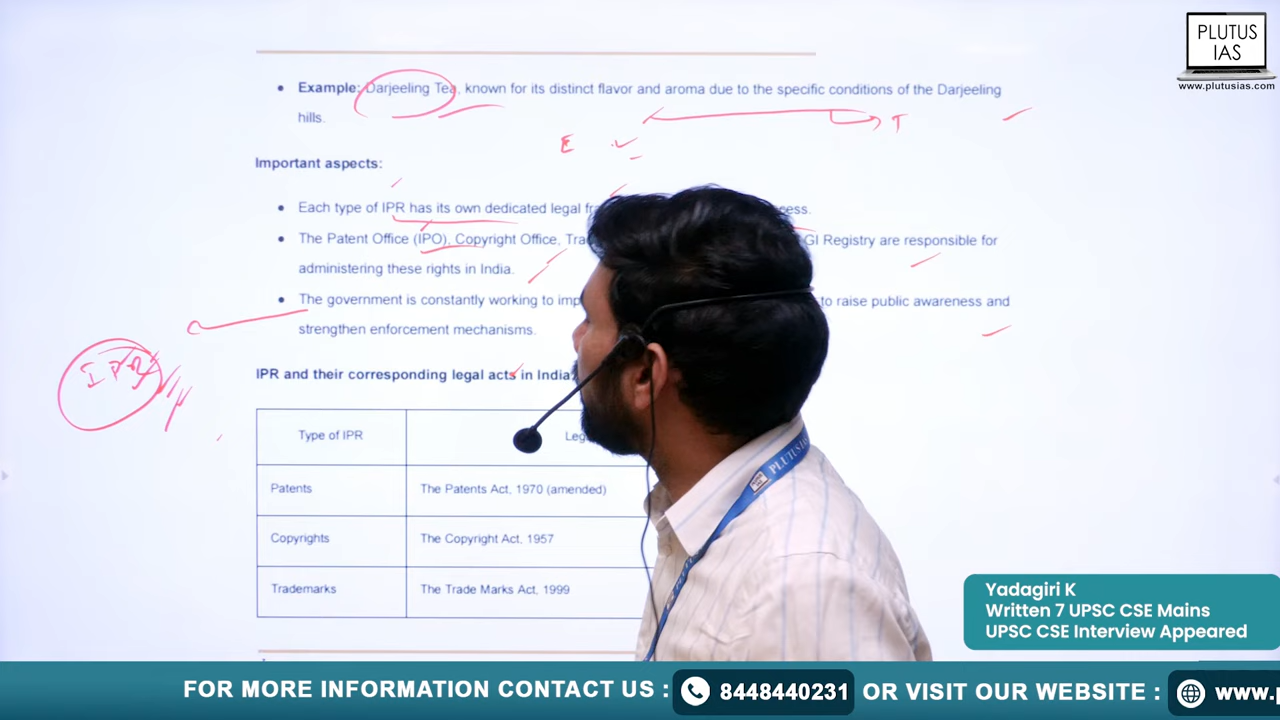 PLUTUS
IAS
www.plutusias.com
• Example: Darjeeling Tea, known for its distinct flavor and aroma due to the specific conditions of the Darjeeling
hills.
T
E
Important aspects:
• Each type of IPR has its own dedicated legal
• The Patent Office (IPO), Copyright Office, GI Registry are responsible for
administering these rights in India.
• The government is constantly working to to raise public awareness and
strengthen enforcement mechanisms.
IPR
IPR and their corresponding legal acts in India
Type of IPR
Patents The Patents Act, 1970 (amended)
Copyrights The Copyright Act, 1957
Trademarks The Trade Marks Act, 1999
PLUTUS
Yadagiri K
Written 7 UPSC CSE Mains
UPSC CSE Interview Appeared
FOR MORE INFORMATION CONTACT US : 8448440231 OR VISIT OUR WEBSITE :